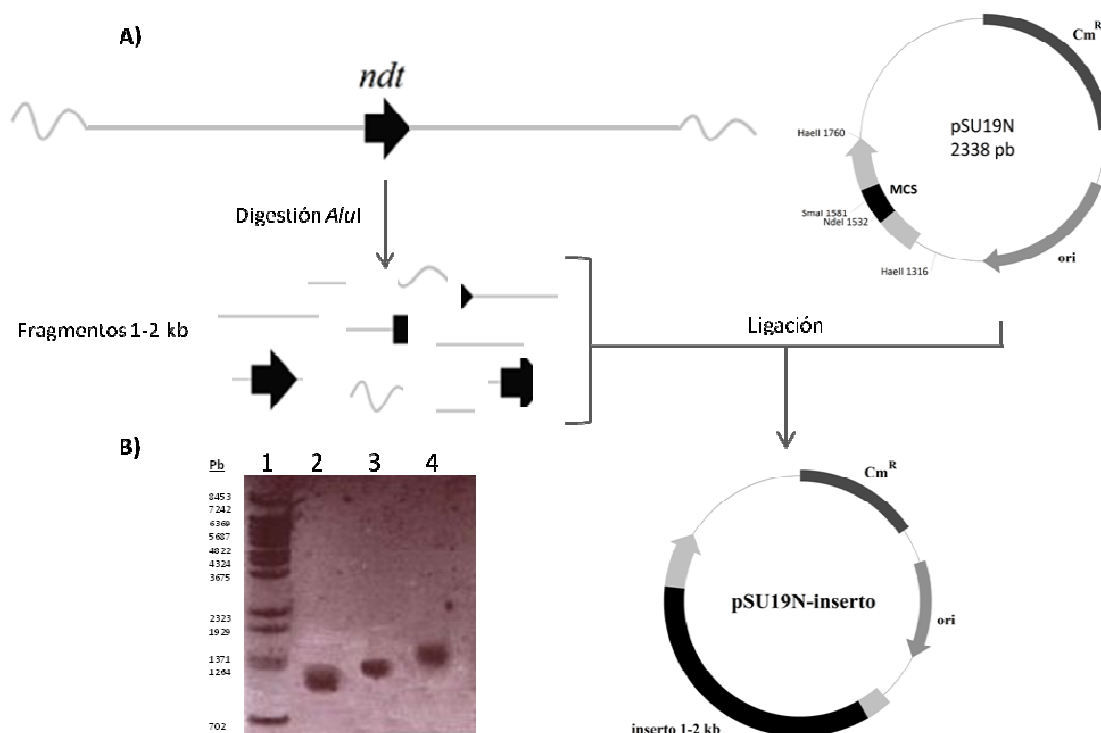 A)
ndt
Digestión AluI
Fragmentos 1-2 kb
Cm R
pSU19N
2338 pb
HaeII 1760
MCS
SmaI 1581
NdeI 1532
HaeII 1316
ori
Ligación
B)
Pb
1 2 3 4
8453
7242
6369
5687
4822
4324
3675
2323
1929
1371
1264
702
Cm R
pSU19N-inserto
ori
inserto 1-2 kb